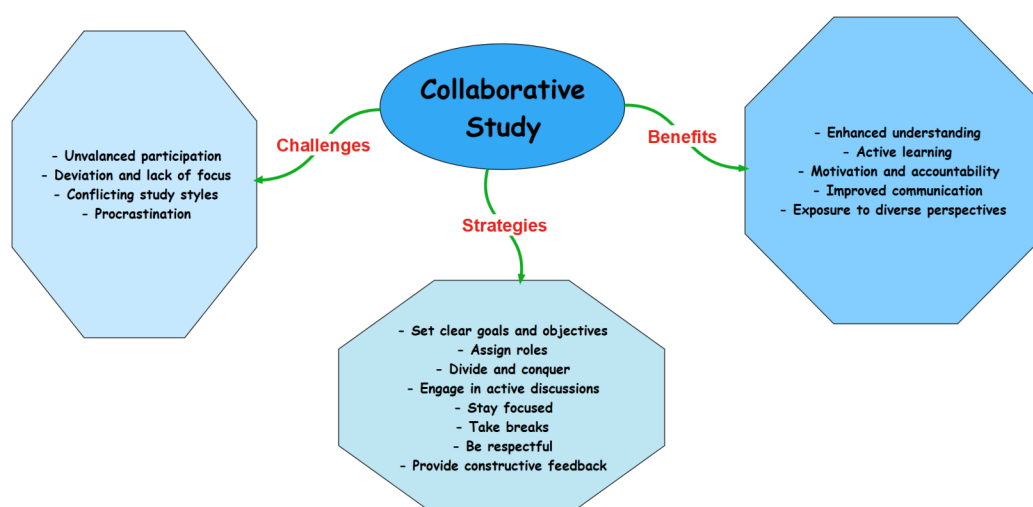 Collaborative
Study
Challenges
Benefits
Strategies
- Unvalanced participation
- Deviation and lack of focus
- Conflicting study styles
- Procrastination
- Enhanced understanding
- Active learning
- Motivation and accountability
- Improved communication
- Exposure to diverse perspectives
- Set clear goals and objectives
- Assign roles
- Divide and conquer
- Engage in active discussions
- Stay focused
- Take breaks
- Be respectful
- Provide constructive feedback